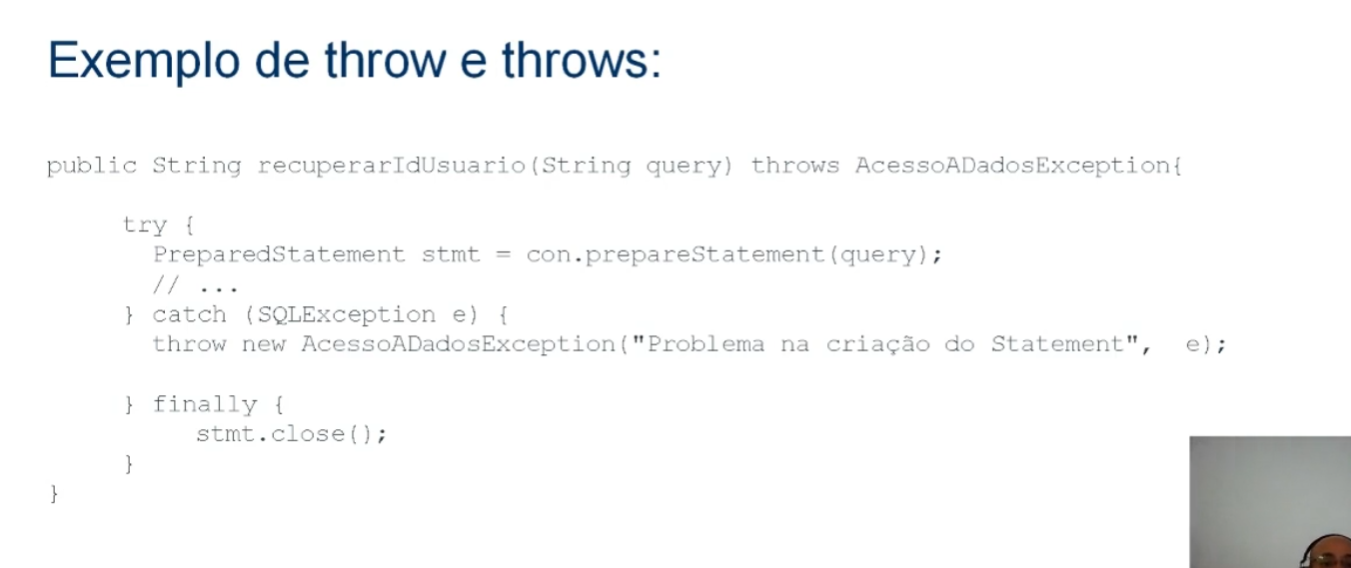 Exemplo de throw e throws:
public String recuperarIdUsuario(String query) throws AcessoADadosException{
try {
PreparedStatement stmt = con.prepareStatement(query);
// ...
} catch (SQLException e) {
throw new AcessoADadosException("Problema na criação do Statement", e);
} finally {
stmt.close();
}
}